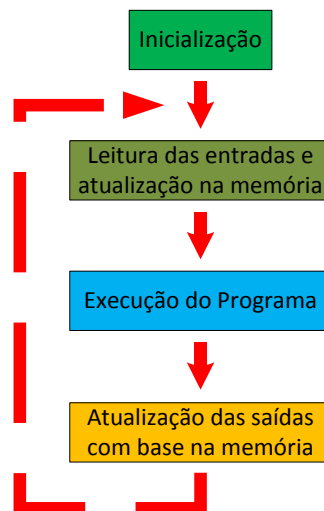 Inicialização
Leitura das entradas e
atualização na memória
Execução do Programa
Atualização das saídas
com base na memória